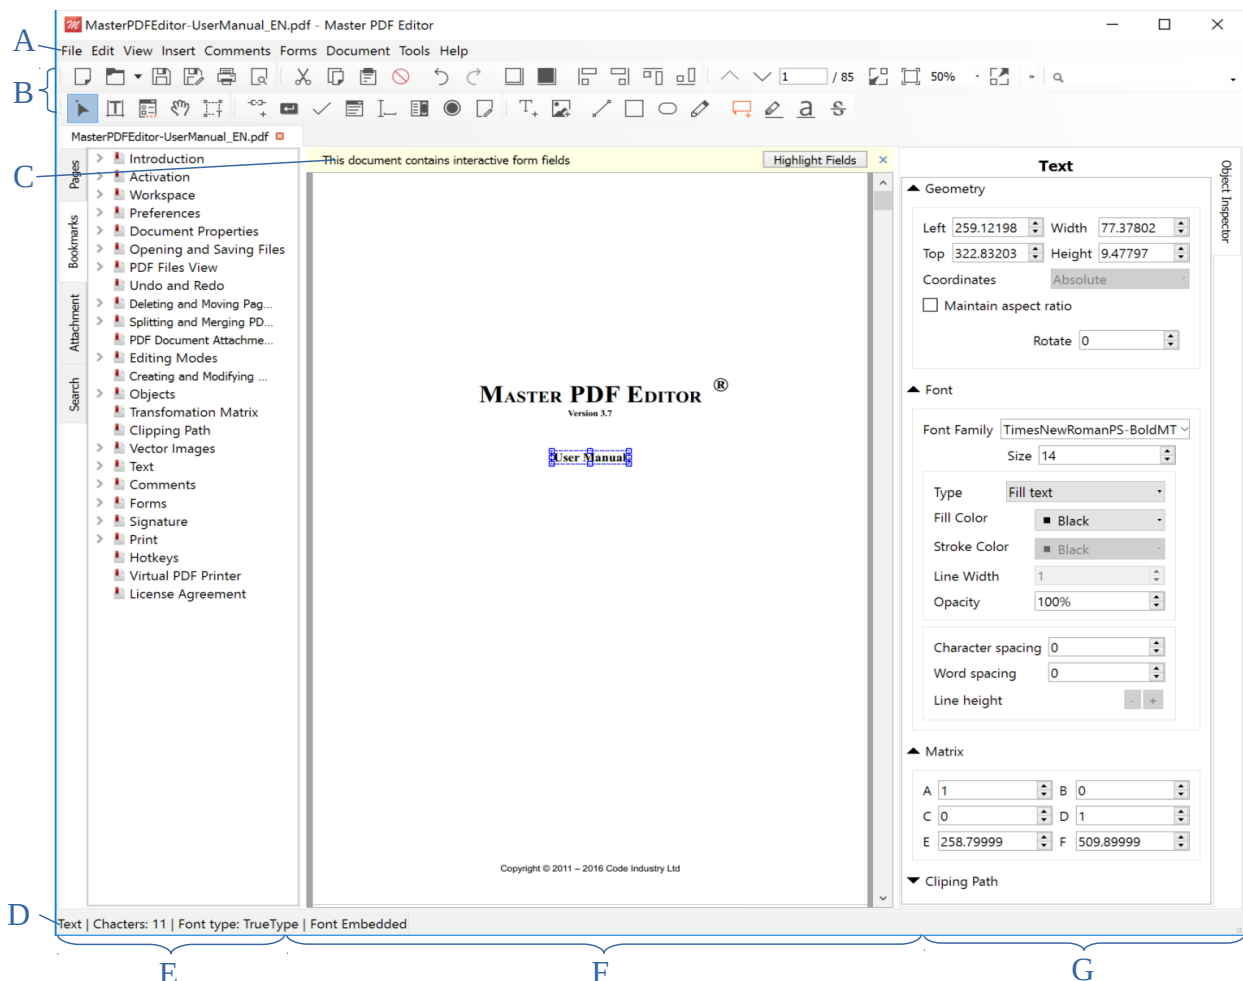 MasterPDFEditor-UserManual_EN.pdf - Master PDF Editor
A
File Edit View Insert Comments Forms Document Tools Help
B
1 / 85 50%
MasterPDFEditor-UserManual_EN.pdf
C
Pages
Bookmarks
Attachment
Search
Introduction
Activation
Workspace
Preferences
Document Properties
Opening and Saving Files
PDF Files View
Undo and Redo
Deleting and Moving Pag...
Splitting and Merging PD...
PDF Document Attachme...
Editing Modes
Creating and Modifying ...
Objects
Transfomation Matrix
Clipping Path
Vector Images
Text
Comments
Forms
Signature
Print
Hotkeys
Virtual PDF Printer
License Agreement
This document contains interactive form fields Highlight Fields
MASTER PDF EDITOR ®
Version 3.7
User Manual
Copyright © 2011 – 2016 Code Industry Ltd
Text
Object Inspector
Geometry
Left 259.12198 Width 77.37802
Top 322.83203 Height 9.47797
Coordinates Absolute
Maintain aspect ratio
Rotate 0
Font
Font Family TimesNewRomanPS-BoldMT
Size 14
Type Fill text
Fill Color Black
Stroke Color Black
Line Width 1
Opacity 100%
Character spacing 0
Word spacing 0
Line height - +
Matrix
A 1 B 0
C 0 D 1
E 258.79999 F 509.89999
Cliping Path
D
Text | Chacters: 11 | Font type: TrueType | Font Embedded
E F G